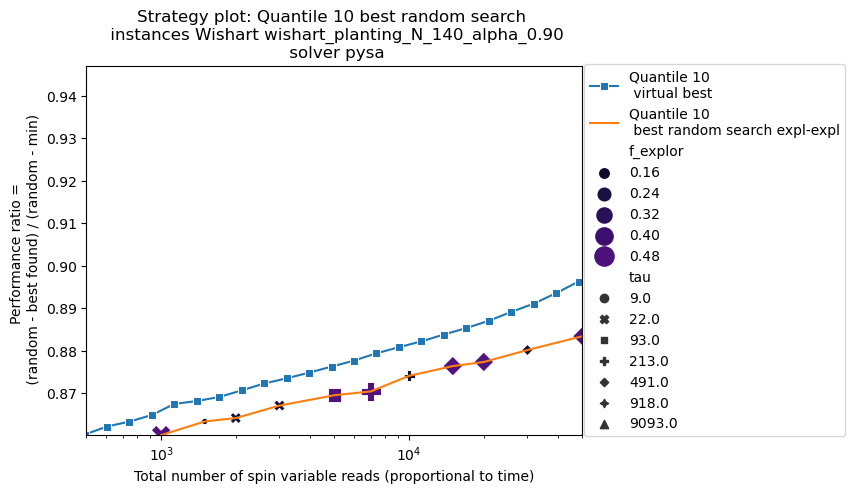 Strategy plot: Quantile 10 best random search
instances Wishart wishart_planting_N_140_alpha_0.90
solver pysa
Performance ratio =
(random - best found) / (random - min)
0.94
0.93
0.92
0.91
0.90
0.89
0.88
0.87
10^3
10^4
Total number of spin variable reads (proportional to time)
Quantile 10
virtual best
Quantile 10
best random search expl-expl
f_explor
0.16
0.24
0.32
0.40
0.48
tau
9.0
22.0
93.0
213.0
491.0
918.0
9093.0